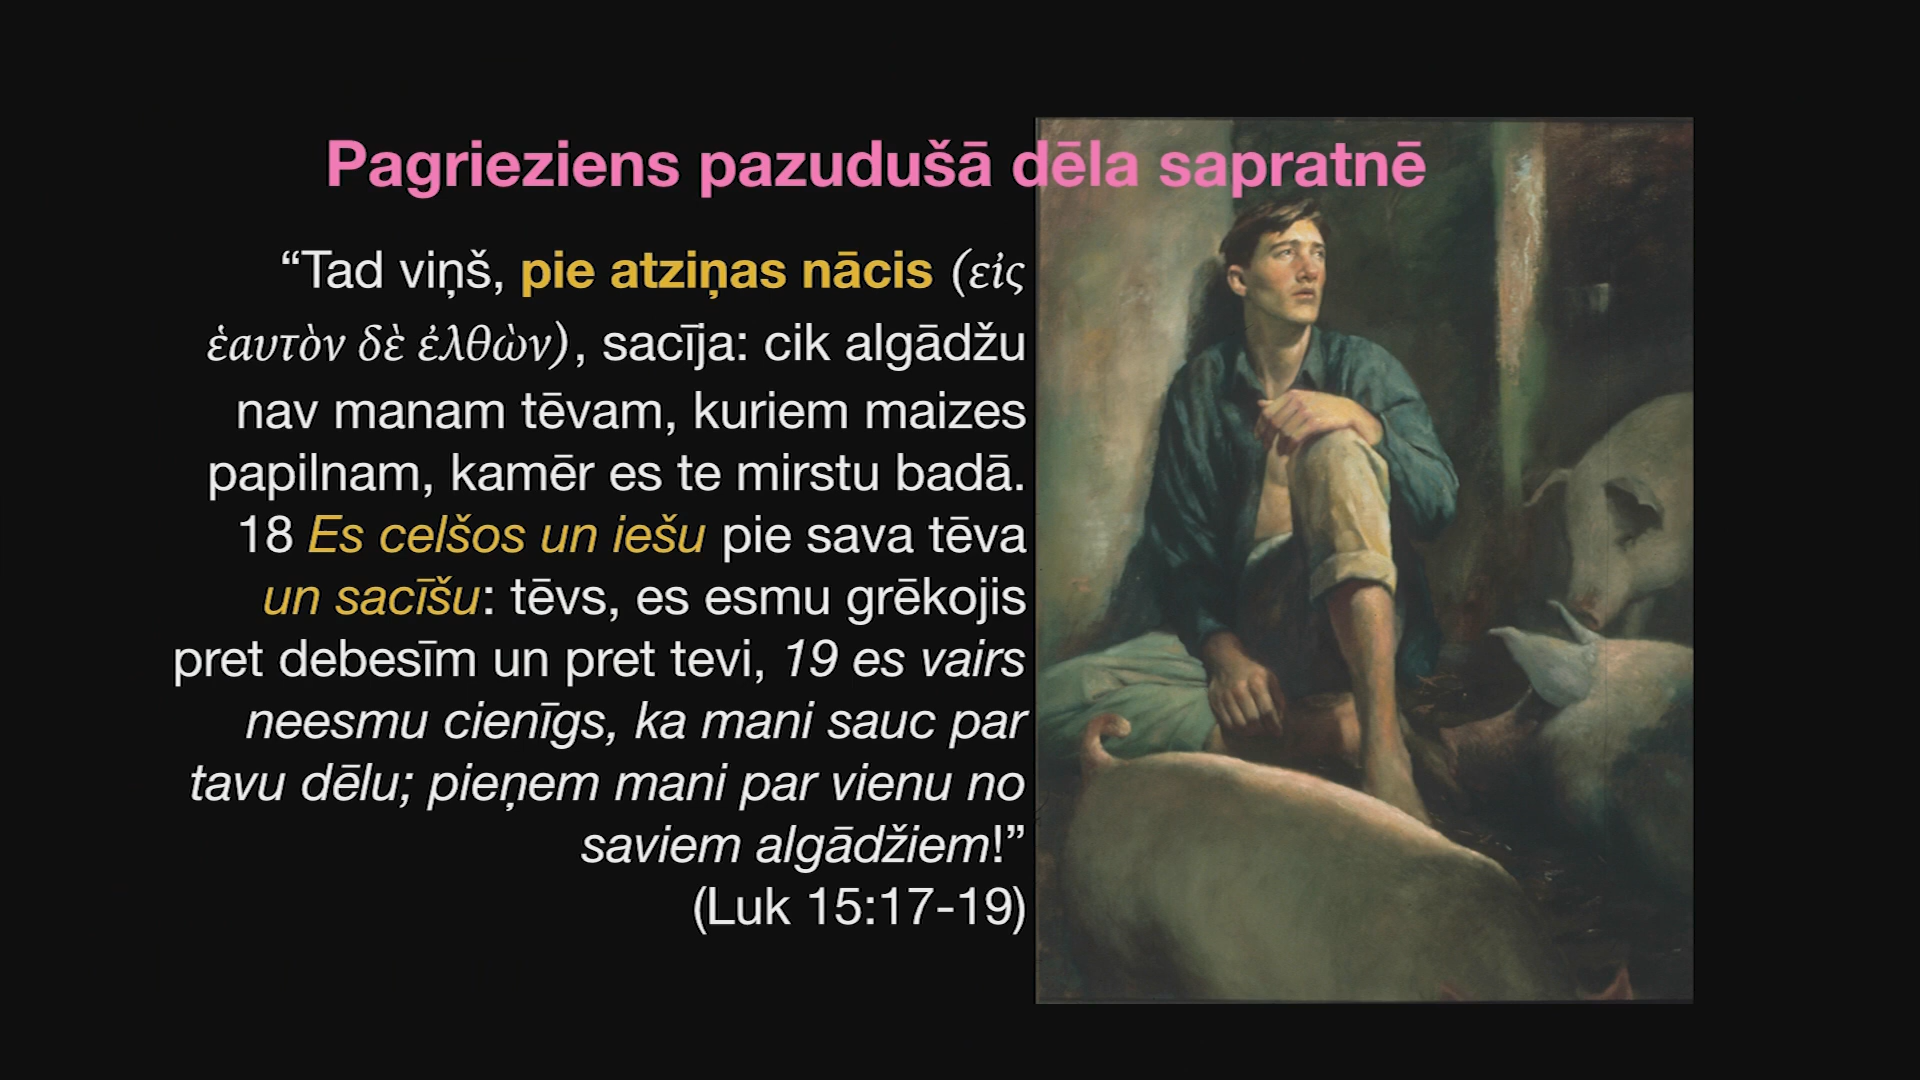 Pagrieziens pazudušā dēla sapratnē
“Tad viņš, pie atziņas nācis (εἰς
ἑαυτὸν δὲ ἐλθὼν), sacīja: cik algādžu
nav manam tēvam, kuriem maizes
papilnam, kamēr es te mirstu badā.
18 Es celšos un iešu pie sava tēva
un sacīšu: tēvs, es esmu grēkojis
pret debesīm un pret tevi, 19 es vairs
neesmu cienīgs, ka mani sauc par
tavu dēlu; pieņem mani par vienu no
saviem algādžiem!”
(Luk 15:17-19)